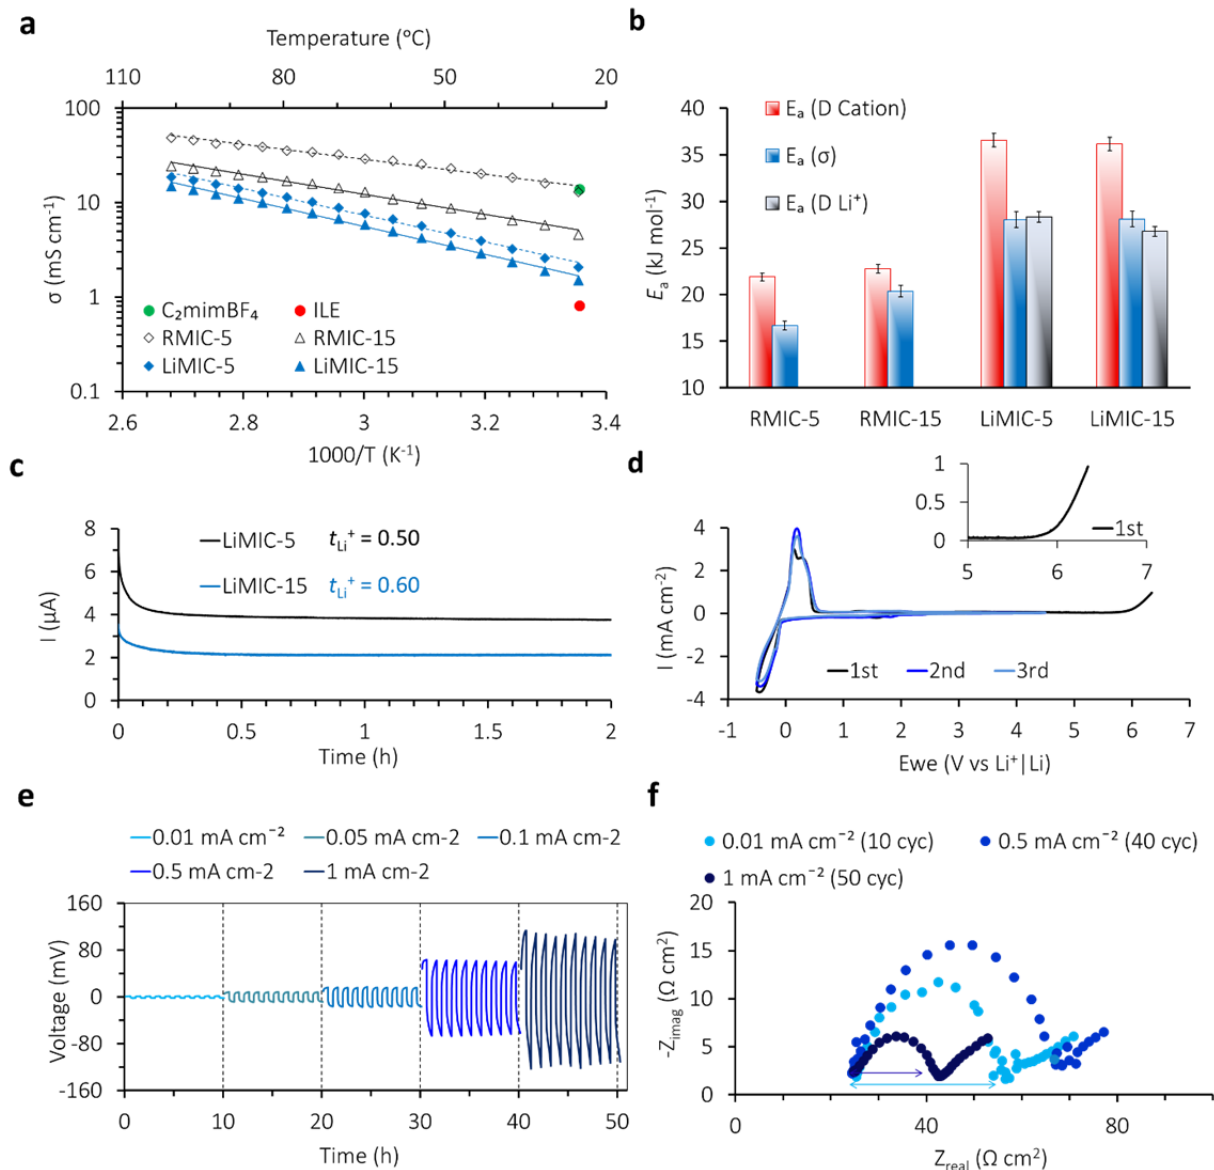 a
Temperature (°C)
110 80 50 20
100
10
1
0.1
σ (mS cm⁻¹)
C₂mimBF₄ ILE
RMIC-5 RMIC-15
LiMIC-5 LiMIC-15
2.6 2.8 3 3.2 3.4
1000/T (K⁻¹)
b
40
35
30
25
20
15
10
Eₐ (kJ mol⁻¹)
Eₐ (D Cation)
Eₐ (σ)
Eₐ (D Li⁺)
RMIC-5 RMIC-15 LiMIC-5 LiMIC-15
c
8
6
4
2
0
I (µA)
LiMIC-5 t Li⁺ = 0.50
LiMIC-15 t Li⁺ = 0.60
0 0.5 1 1.5 2
Time (h)
d
1
0.5
0
1st
5 6 7
4
2
0
-2
-4
I (mA cm⁻²)
1st 2nd 3rd
-1 0 1 2 3 4 5 6 7
Ewe (V vs Li⁺|Li)
e
0.01 mA cm⁻² 0.05 mA cm-2 0.1 mA cm-2
0.5 mA cm-2 1 mA cm-2
160
80
0
-80
-160
Voltage (mV)
0 10 20 30 40 50
Time (h)
f
0.01 mA cm⁻² (10 cyc) 0.5 mA cm⁻² (40 cyc)
1 mA cm⁻² (50 cyc)
20
15
10
5
0
-Zimag (Ω cm²)
0 40 80
Zreal (Ω cm²)